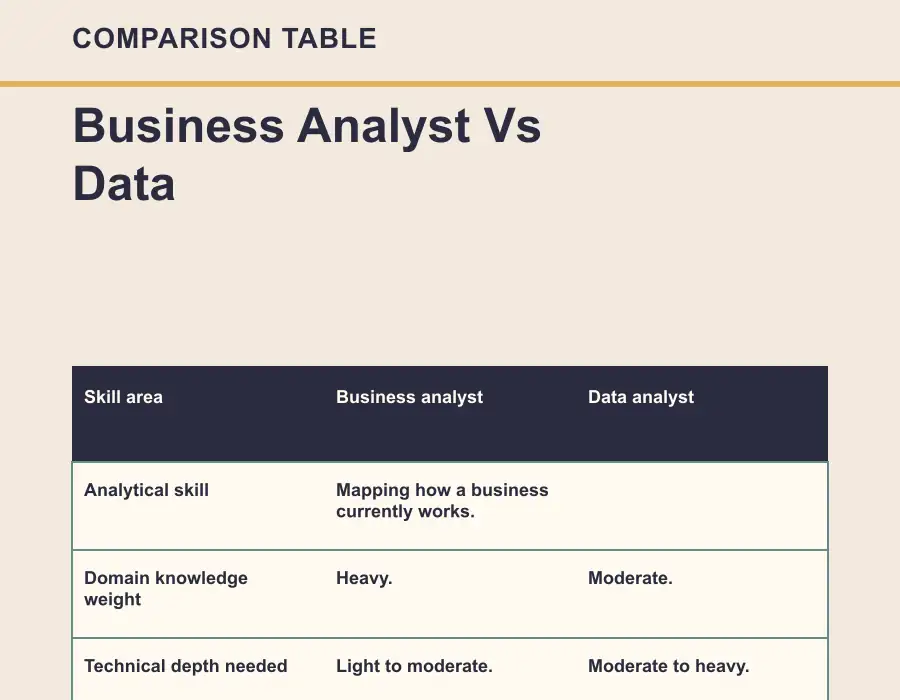 COMPARISON TABLE
Business Analyst Vs
Data
Skill area Business analyst Data analyst
Analytical skill Mapping how a business
currently works.
Domain knowledge Heavy. Moderate.
weight
Technical depth needed Light to moderate. Moderate to heavy.